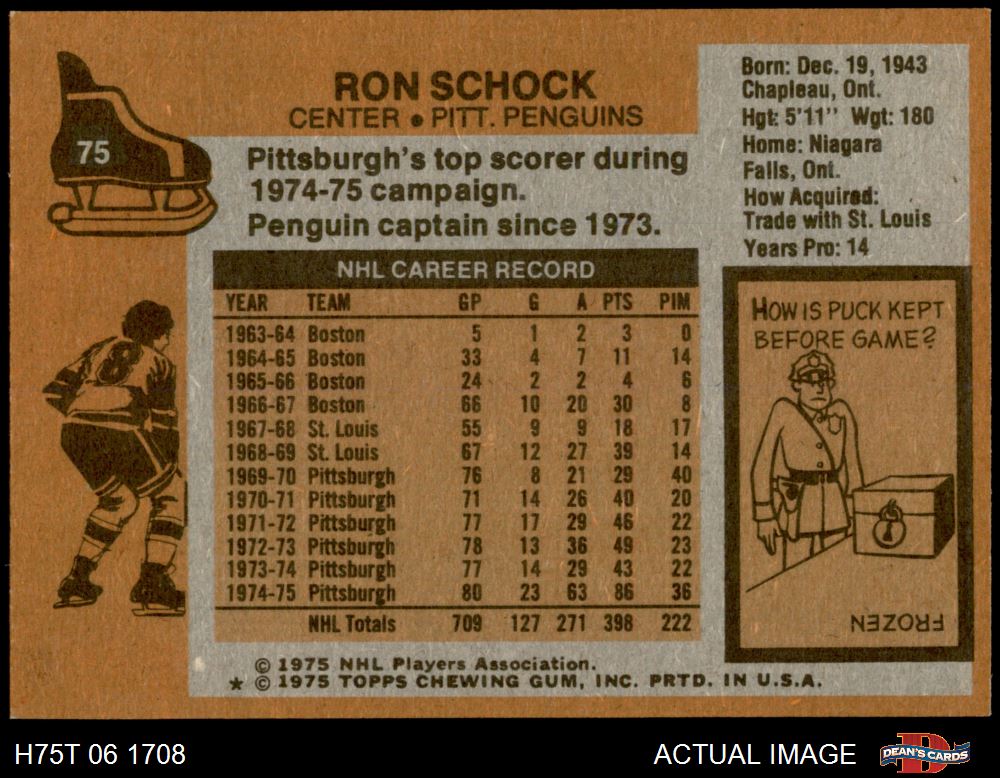 75
RON SCHOCK
CENTER ● PITT. PENGUINS
Pittsburgh's top scorer during
1974-75 campaign.
Penguin captain since 1973.
Born: Dec. 19, 1943
Chapleau, Ont.
Hgt: 5'11'' Wgt: 180
Home: Niagara
Falls, Ont.
How Acquired:
Trade with St. Louis
Years Pro: 14
NHL CAREER RECORD
YEAR TEAM GP G A PTS PIM
1963-64 Boston 5 1 2 3 0
1964-65 Boston 33 4 7 11 14
1965-66 Boston 24 2 2 4 6
1966-67 Boston 66 10 20 30 8
1967-68 St. Louis 55 9 9 18 17
1968-69 St. Louis 67 12 27 39 14
1969-70 Pittsburgh 76 8 21 29 40
1970-71 Pittsburgh 71 14 26 40 20
1971-72 Pittsburgh 77 17 29 46 22
1972-73 Pittsburgh 78 13 36 49 23
1973-74 Pittsburgh 77 14 29 43 22
1974-75 Pittsburgh 80 23 63 86 36
NHL Totals 709 127 271 398 222
8
HOW IS PUCK KEPT
BEFORE GAME?
FROZEN
© 1975 NHL Players Association.
★ © 1975 TOPPS CHEWING GUM, INC. PRTD. IN U.S.A.
H75T 06 1708
ACTUAL IMAGE
D
DEAN'S CARDS